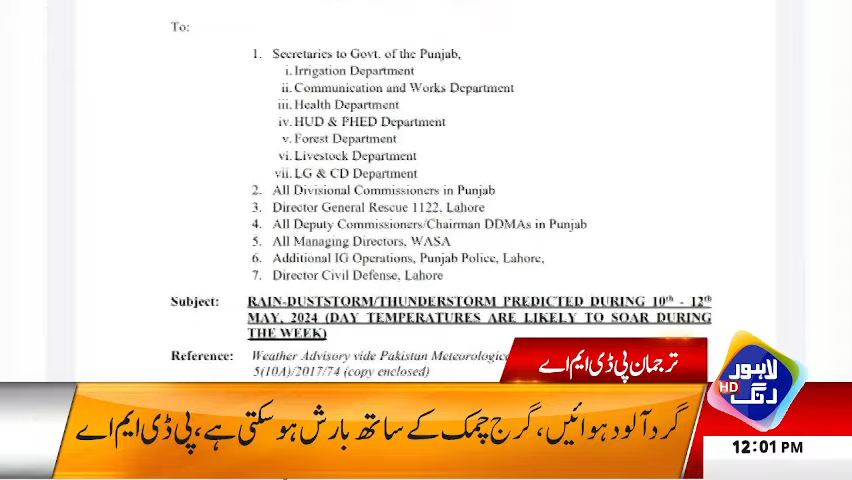 To:
1. Secretaries to Govt. of the Punjab,
i. Irrigation Department
ii. Communication and Works Department
iii. Health Department
iv. HUD & PHED Department
v. Forest Department
vi. Livestock Department
vii. LG & CD Department
2. All Divisional Commissioners in Punjab
3. Director General Rescue 1122, Lahore
4. All Deputy Commissioners/Chairman DDMAs in Punjab
5. All Managing Directors, WASA
6. Additional IG Operations, Punjab Police, Lahore,
7. Director Civil Defense, Lahore
Subject: RAIN-DUSTSTORM/THUNDERSTORM PREDICTED DURING 10th - 12th
MAY, 2024 (DAY TEMPERATURES ARE LIKELY TO SOAR DURING
THE WEEK)
Reference: Weather Advisory vide Pakistan Meteorologic
5(10A)/2017/74 (copy enclosed)
ترجمان پی ڈی ایم اے
لاہور
HD رنگ
گرد آلود ہوائیں، گرج چمک کے ساتھ بارش ہو سکتی ہے، پی ڈی ایم اے
12:01 PM